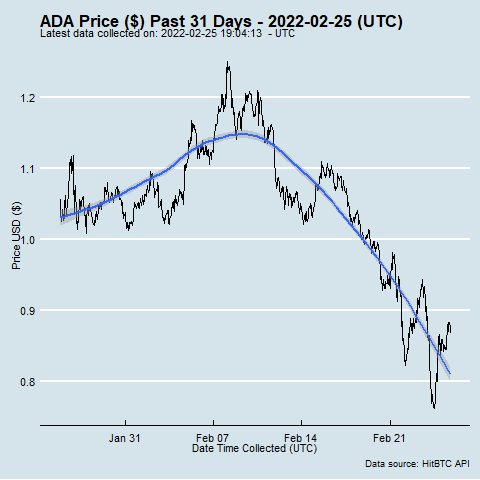 ADA Price ($) Past 31 Days - 2022-02-25 (UTC)
Latest data collected on: 2022-02-25 19:04:13  - UTC
1.2
1.1
1.0
0.9
0.8
Price USD ($)
Jan 31
Feb 07
Feb 14
Feb 21
Date Time Collected (UTC)
Data source: HitBTC API